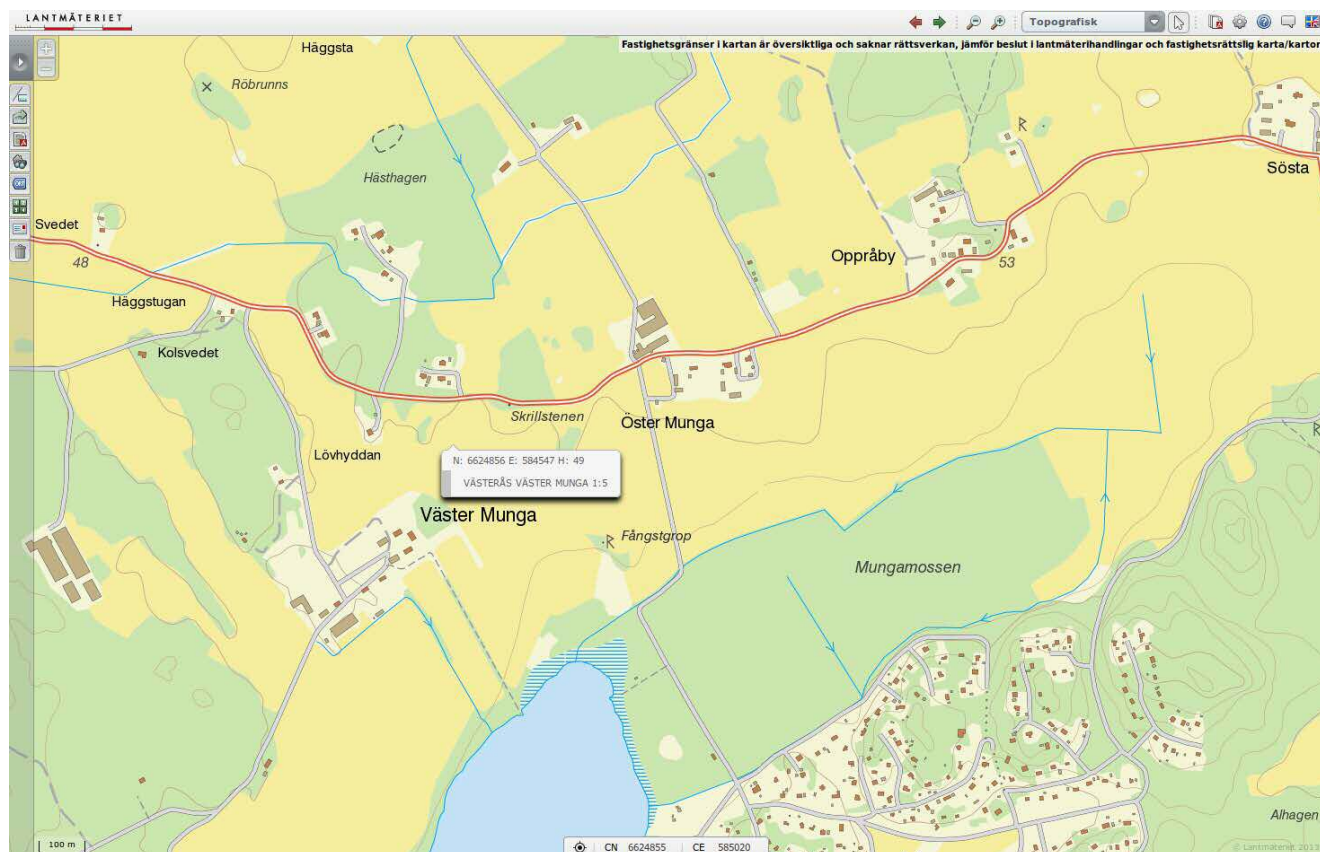 LANTMÄTERIET
Topografisk
Fastighetsgränser i kartan är översiktliga och saknar rättsverkan, jämför beslut i lantmäterihandlingar och fastighetsrättslig karta/kartor
Häggsta
Röbrunns
R
Sösta
Hästhagen
Svedet
48
Oppråby
53
Häggstugan
Kolsvedet
Skrillstenen
Öster Munga
R
Lövhyddan
N: 6624856 E: 584547 H: 49
VÄSTERÅS VÄSTER MUNGA 1:5
Väster Munga
R
Fångstgrop
Mungamossen
Alhagen
100 m
CN 6624855 CE 585020